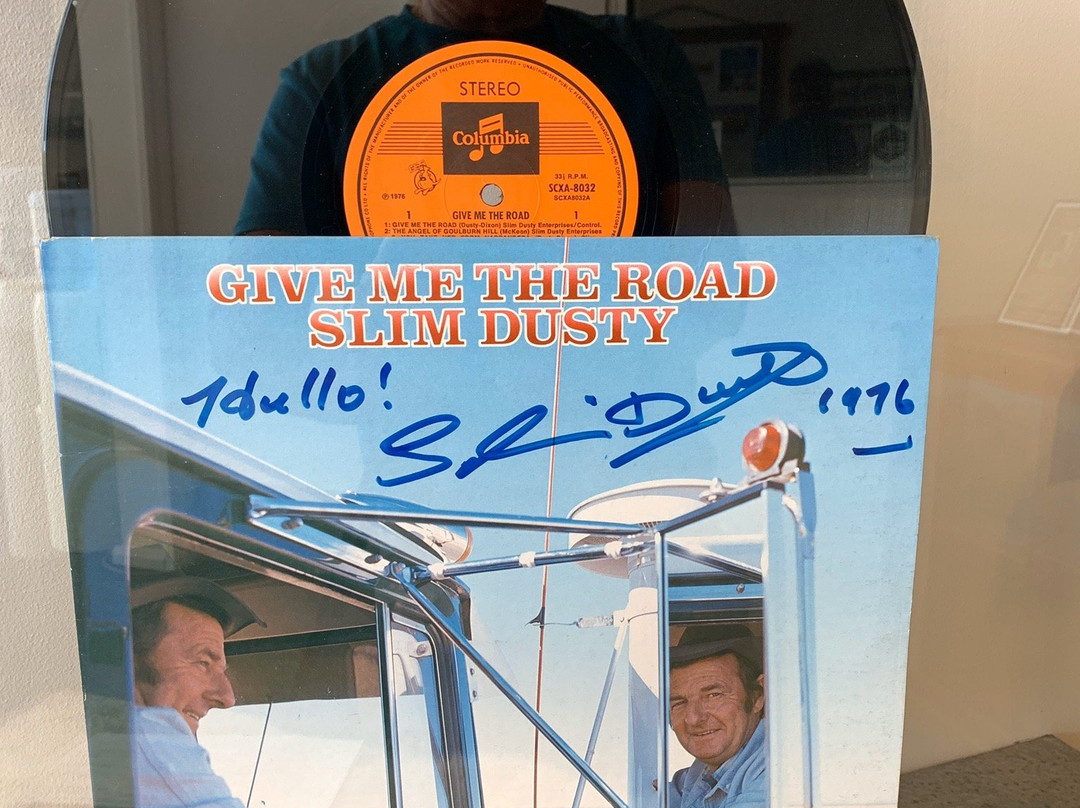 STEREO
Columbia
℗ 1976
33⅓ R.P.M.
SCXA-8032
SCXA8032A
1 GIVE ME THE ROAD 1
1: GIVE ME THE ROAD (Dusty-Dixon) Slim Dusty Enterprises/Control.
2: THE ANGEL OF GOULBURN HILL (McKean) Slim Dusty Enterprises
GIVE ME THE ROAD
SLIM DUSTY
Hullo!
Slim Dusty 1976